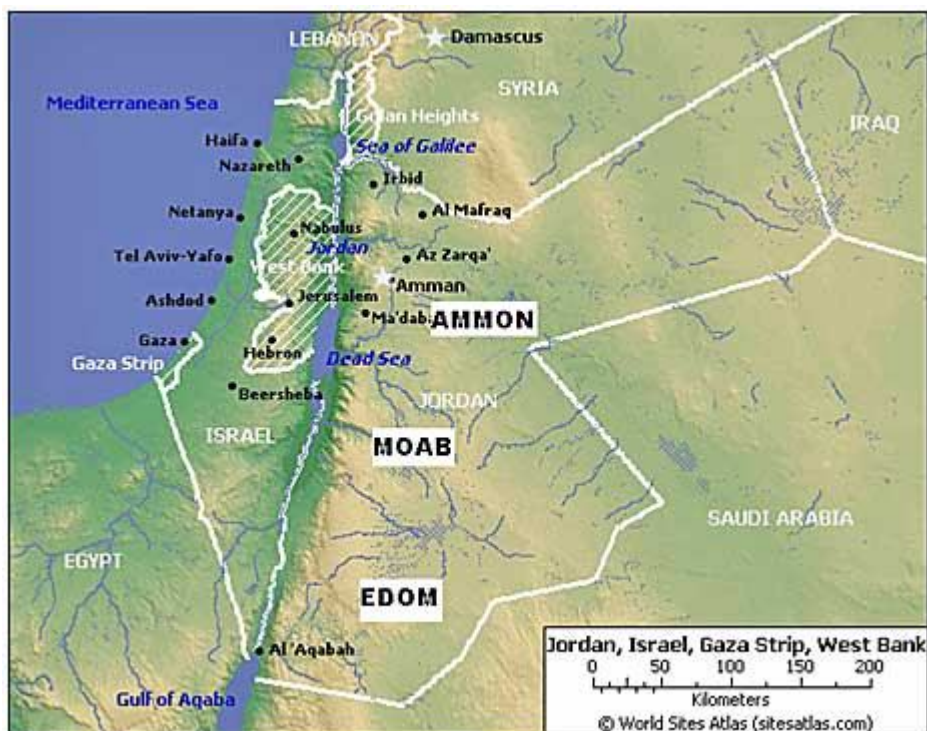 LEBANON
Damascus
SYRIA
Mediterranean Sea
Golan Heights
IRAQ
Haifa
Sea of Galilee
Nazareth
Irbid
Netanya
Al Mafraq
Nabulus
Jordan
Tel Aviv-Yafo
West Bank
Az Zarqa'
Amman
Ashdod
Jerusalem
Ma'dab
AMMON
Gaza
Hebron
Dead Sea
Gaza Strip
Beersheba
JORDAN
ISRAEL
MOAB
SAUDI ARABIA
EGYPT
EDOM
Al 'Aqabah
Gulf of Aqaba
Jordan, Israel, Gaza Strip, West Bank
0 50 100 150 200
Kilometers
© World Sites Atlas (sitesatlas.com)